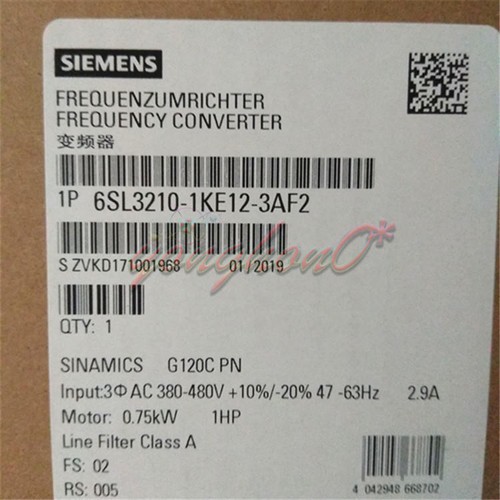 SIEMENS
FREQUENZUMRICHTER
FREQUENCY CONVERTER
变频器
1P 6SL3210-1KE12-3AF2
S ZVKD171001968 01 / 2019
yonghonO*
QTY: 1
SINAMICS G120C PN
Input:3Φ AC 380-480V +10%/-20% 47 -63Hz 2.9A
Motor: 0.75kW 1HP
Line Filter Class A
FS: 02
RS: 005
4 042948 668702